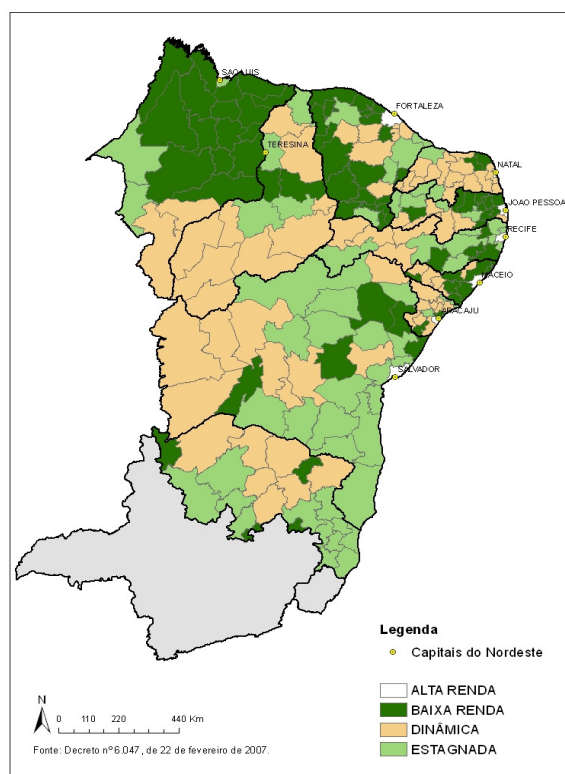 SAO LUIS
FORTALEZA
TERESINA
NATAL
JOAO PESSOA
RECIFE
MACEIO
ARACAJU
SALVADOR
Legenda
Capitais do Nordeste
ALTA RENDA
BAIXA RENDA
DINÂMICA
ESTAGNADA
N
0 110 220 440 Km
Fonte: Decreto nº 6.047, de 22 de fevereiro de 2007.